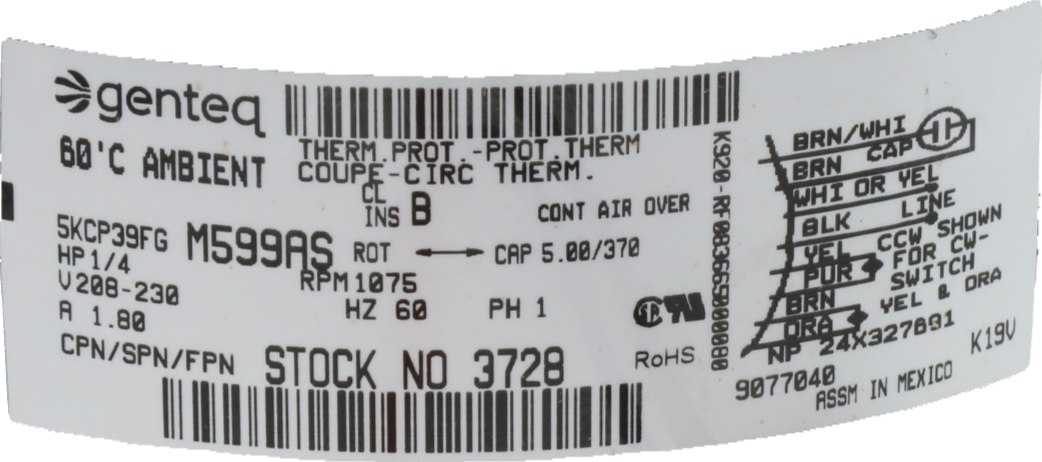 genteq
60°C AMBIENT
THERM.PROT.-PROT.THERM
COUPE-CIRC THERM.
CL
INS B
CONT AIR OVER
5KCP39FG M599AS ROT CAP 5.00/370
HP 1/4
RPM 1075
V 208-230
HZ 60 PH 1
A 1.80
CPN/SPN/FPN STOCK NO 3728
RoHS
BRN/WHI
CAP
BRN
WHI OR YEL
LINE
BLK
YEL
PUR
BRN
ORA
CCW SHOWN
FOR CW-
SWITCH
YEL & ORA
NP 24X327891
9077040 K19V
ASSM IN MEXICO